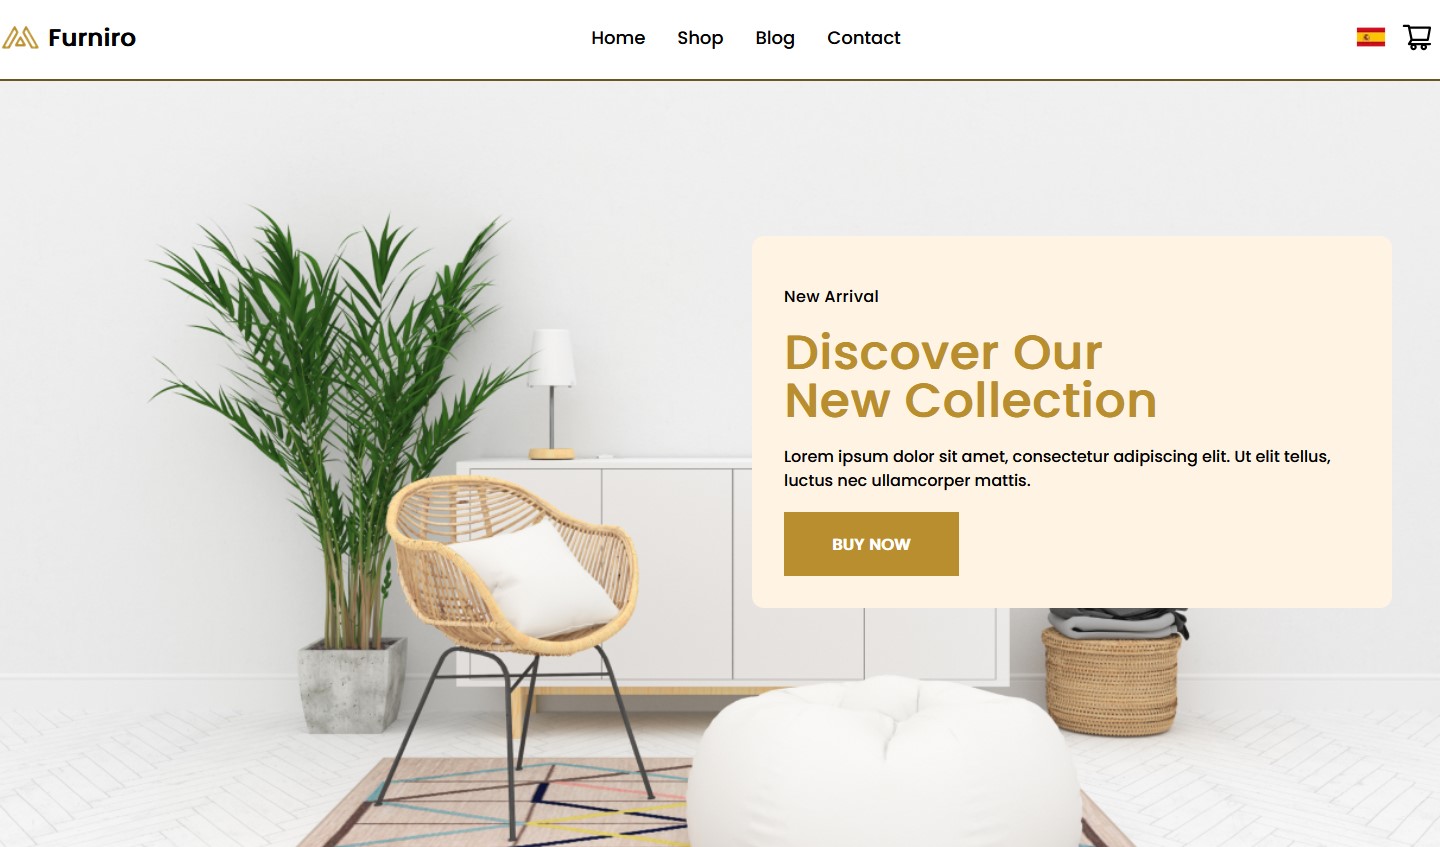 Furniro
Home Shop Blog Contact
New Arrival
Discover Our
New Collection
Lorem ipsum dolor sit amet, consectetur adipiscing elit. Ut elit tellus,
luctus nec ullamcorper mattis.
BUY NOW